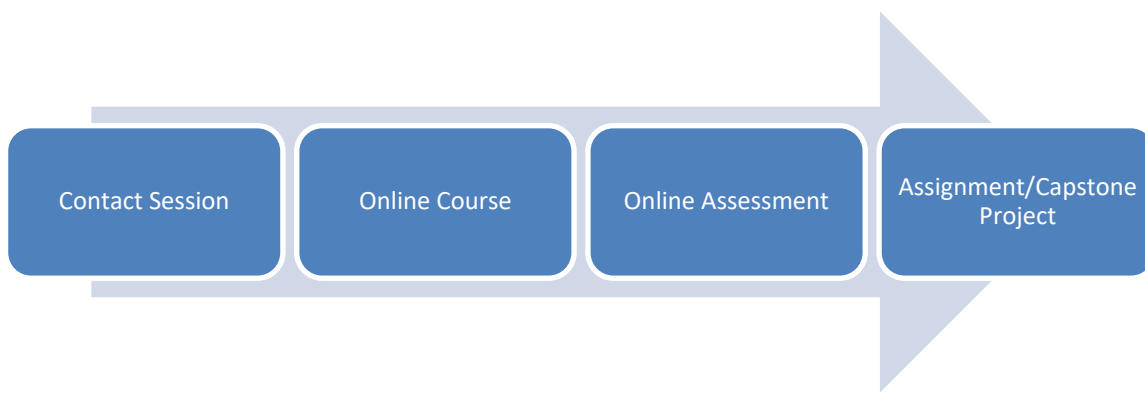 Contact Session
Online Course
Online Assessment
Assignment/Capstone
Project